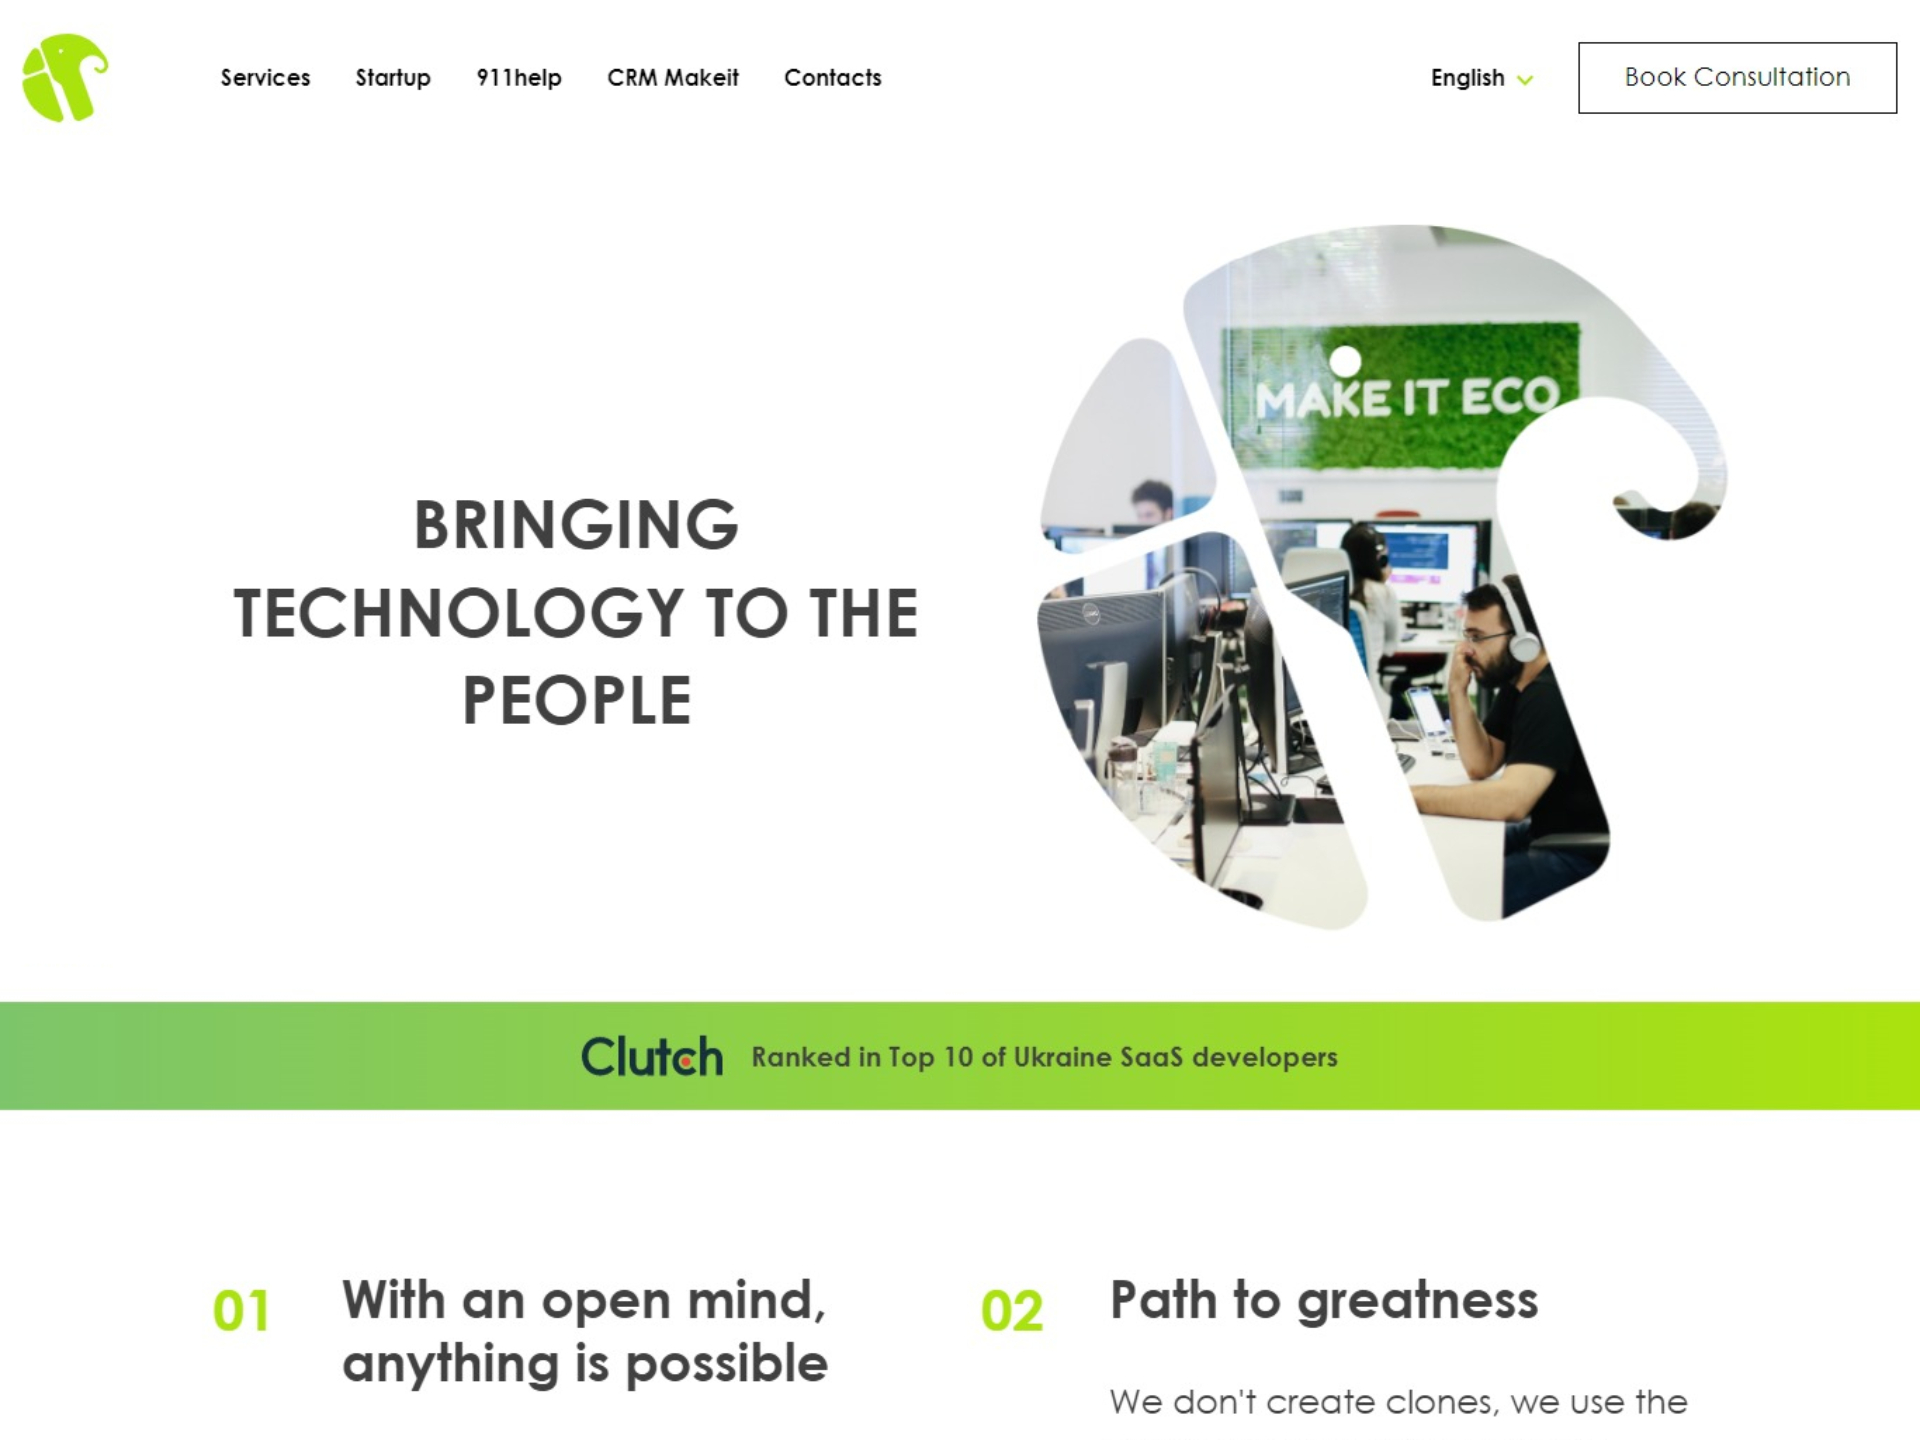 Services Startup 911help CRM Makeit Contacts English Book Consultation
MAKE IT ECO
BRINGING
TECHNOLOGY TO THE
PEOPLE
Clutch Ranked in Top 10 of Ukraine SaaS developers
01 With an open mind,
anything is possible
02 Path to greatness
We don't create clones, we use the